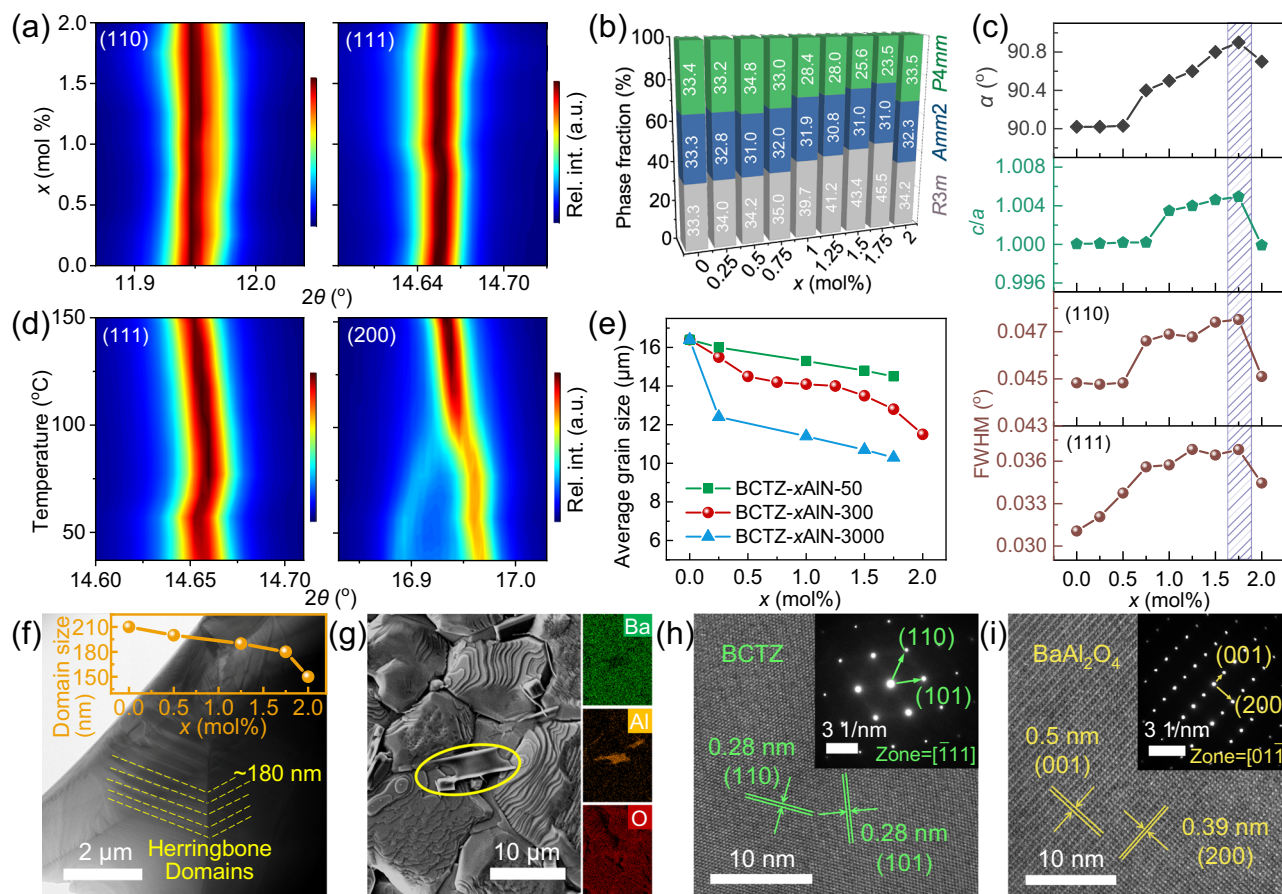 (a)
(110)
(111)
2.0
1.5
1.0
0.5
0.0
x (mol %)
11.9
12.0
14.64
14.70
2θ (°)
Rel. int. (a.u.)
(b)
100
80
60
40
20
0
Phase fraction (%)
33.4
33.2
34.8
33.0
28.4
28.0
25.6
23.5
33.5
33.3
32.8
31.0
32.0
31.9
30.8
31.0
31.0
32.3
33.3
34.0
34.2
35.0
39.7
41.2
43.4
45.5
34.2
0
0.25
0.5
0.75
1
1.25
1.5
1.75
2
x (mol%)
P4mm
Amm2
R3m
(c)
90.8
90.4
90.0
α (°)
1.008
1.004
1.000
0.996
c/a
(110)
0.047
0.045
0.043
FWHM (°)
(111)
0.036
0.033
0.030
0.0
0.5
1.0
1.5
2.0
x (mol%)
(d)
(111)
(200)
150
100
50
Temperature (°C)
14.60
14.65
14.70
16.9
17.0
2θ (°)
Rel. int. (a.u.)
(e)
16
14
12
10
8
6
Average grain size (μm)
BCTZ-xAlN-50
BCTZ-xAlN-300
BCTZ-xAlN-3000
0.0
0.5
1.0
1.5
2.0
x (mol%)
(f)
210
180
150
Domain size
(nm)
0.0
0.5
1.0
1.5
2.0
x (mol%)
~180 nm
Herringbone
Domains
2 μm
(g)
Ba
Al
O
10 μm
(h)
BCTZ
(110)
(101)
3 1/nm
Zone=[1̄11]
0.28 nm
(110)
0.28 nm
(101)
10 nm
(i)
BaAl₂O₄
(001)
(200)
3 1/nm
Zone=[011̄]
0.5 nm
(001)
0.39 nm
(200)
10 nm